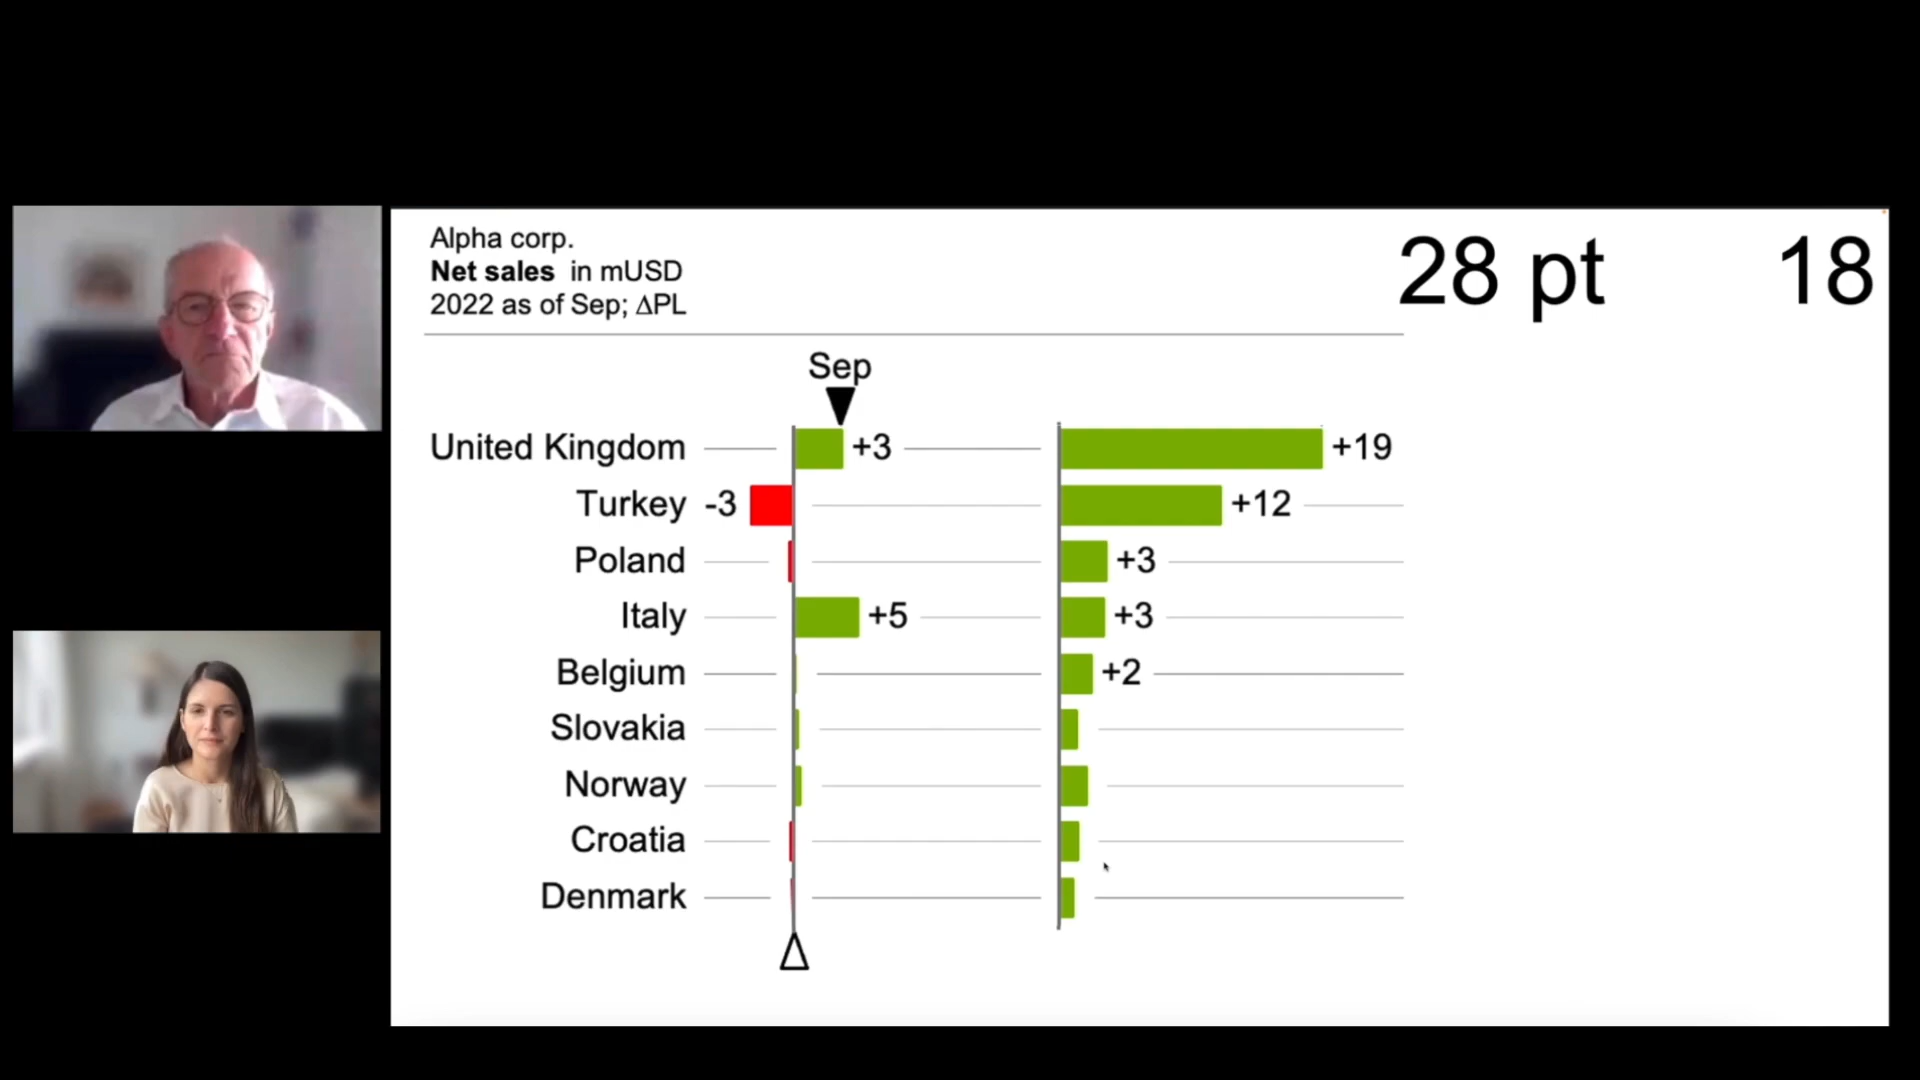 Alpha corp.
Net sales in mUSD
2022 as of Sep; ΔPL
28 pt 18
Sep
United Kingdom +3 +19
Turkey -3 +12
Poland +3
Italy +5 +3
Belgium +2
Slovakia
Norway
Croatia
Denmark